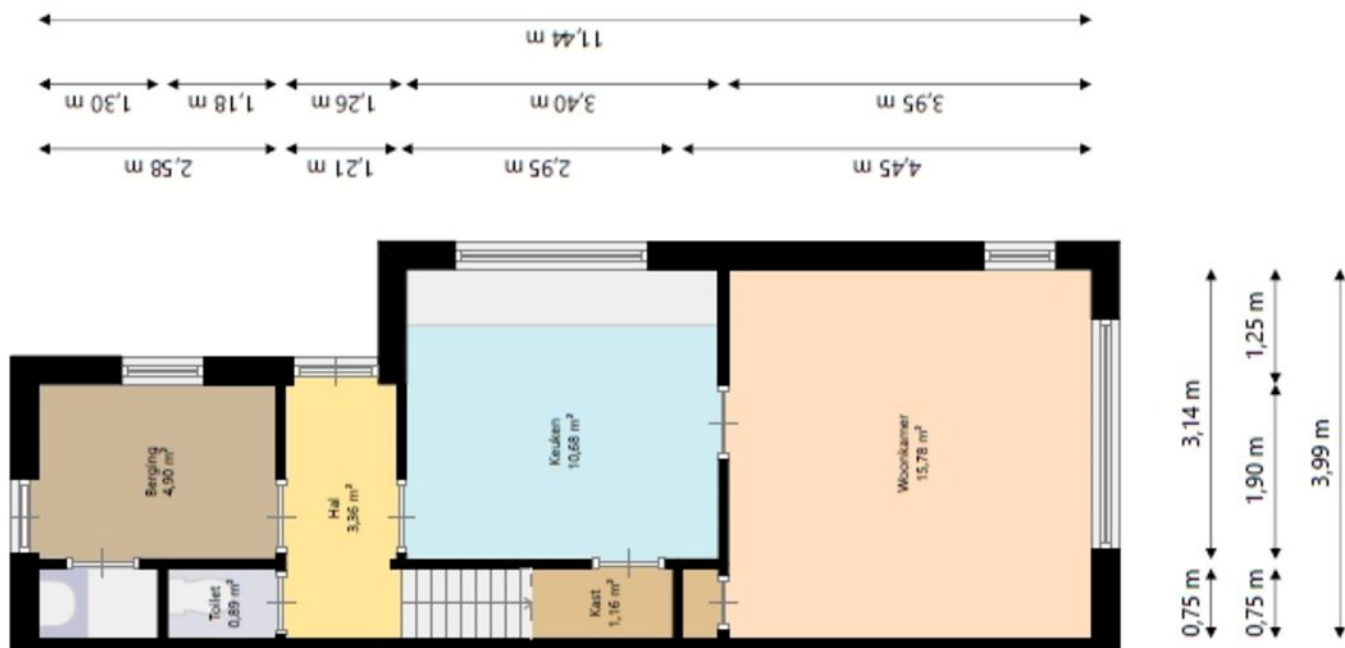 11,44 m
1,30 m
1,18 m
1,26 m
3,40 m
3,95 m
2,58 m
1,21 m
2,95 m
4,45 m
Berging
4,90 m²
Hal
3,36 m²
Keuken
10,68 m²
Woonkamer
15,78 m²
Toilet
0,89 m²
Kast
1,16 m²
3,14 m
0,75 m
1,25 m
1,90 m
0,75 m
3,99 m